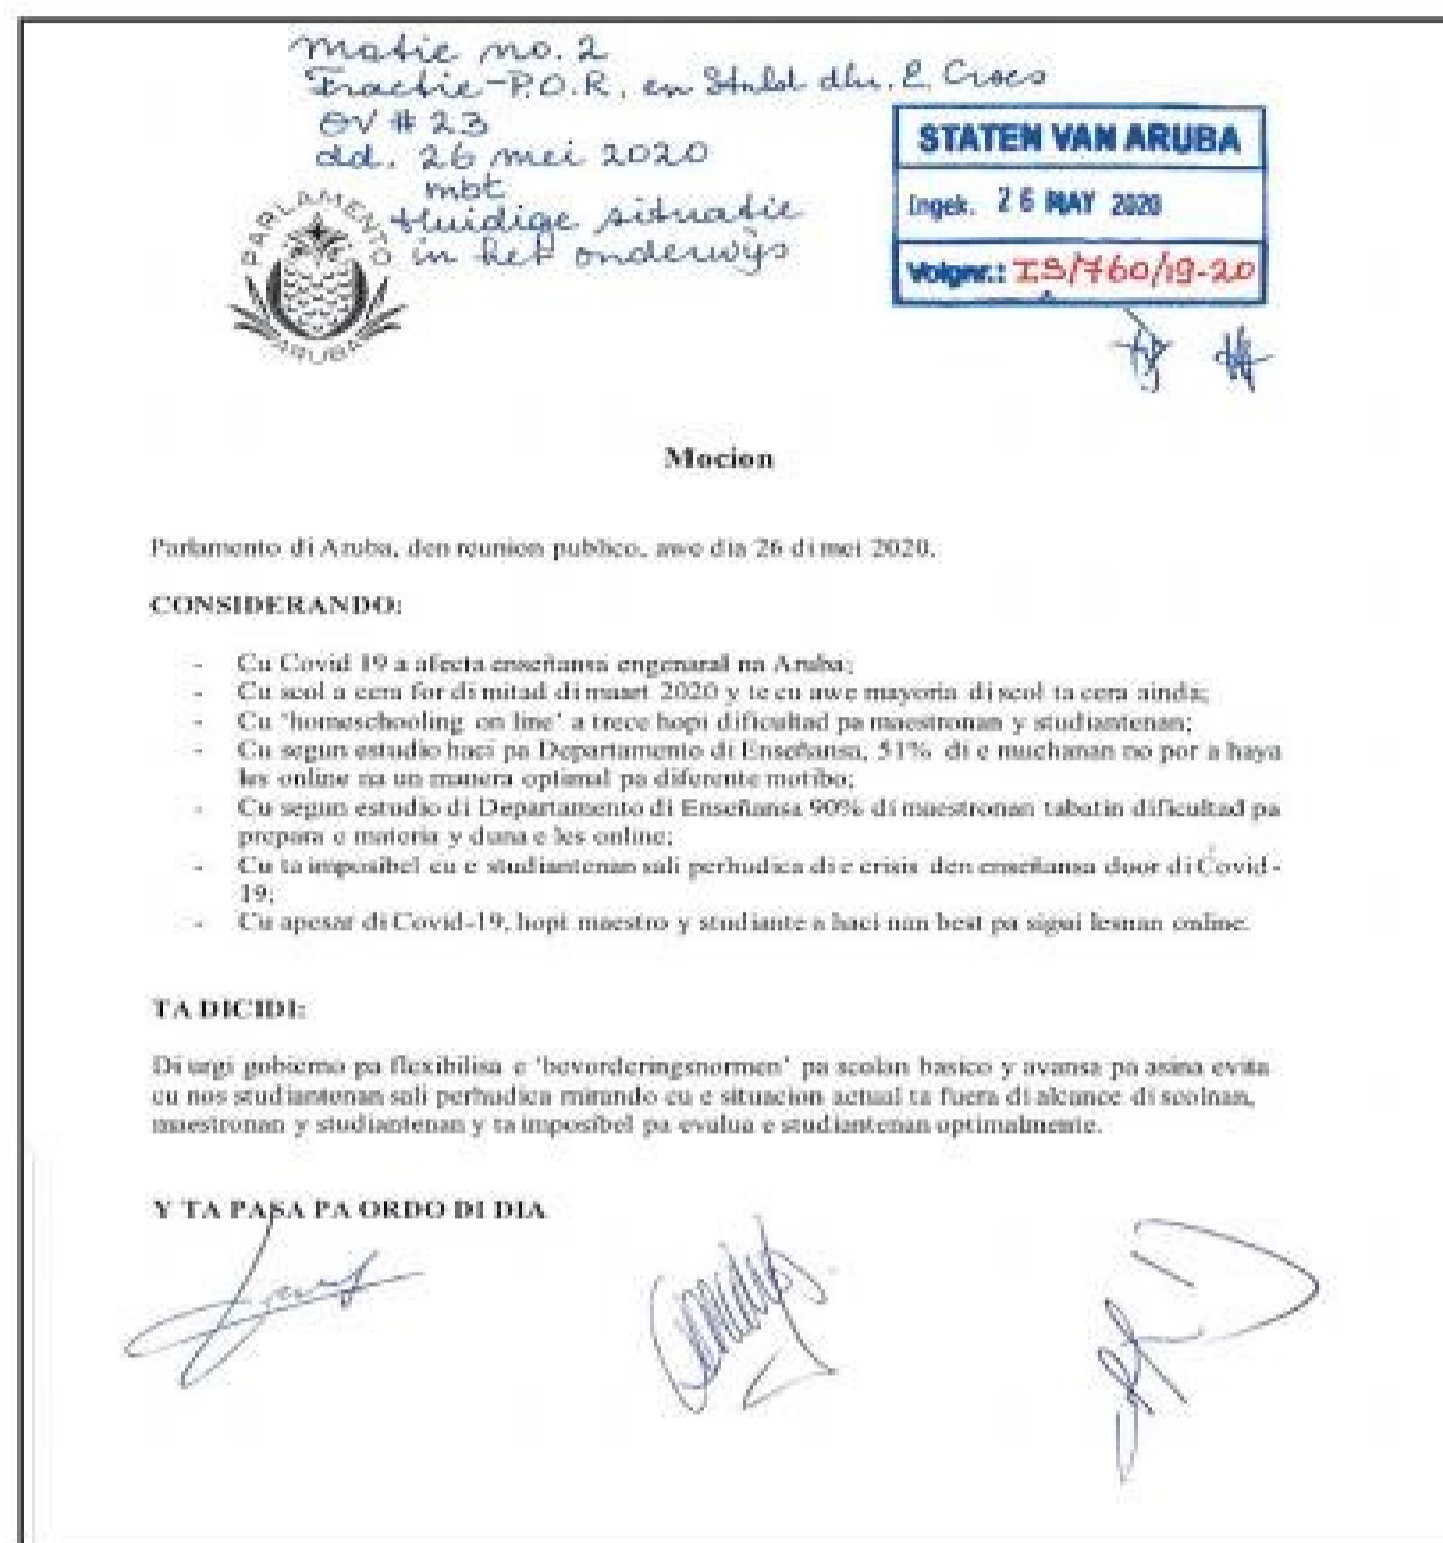 Motie no. 2
Fractie-P.O.R. en Stuld dhr. E. Croes
OV # 23
dd. 26 mei 2020
mbt
Huidige situatie
in het onderwijs
PARLAMENTO
ARUBA
STATEN VAN ARUBA
Ingek. 26 MAY 2020
Volgnr.: IS/760/19-20
Mocion
Parlamento di Aruba, den reunion publico, awe dia 26 di mei 2020.
CONSIDERANDO:
- Cu Covid 19 a afecta enseñansa engenaral na Aruba;
- Cu scol a cera for di mitad di maart 2020 y te cu awe mayoria di scol ta cera ainda;
- Cu ‘homeschooling on line’ a trece hopi dificultad pa maestronan y studiantenan;
- Cu segun estudio haci pa Departamento di Enseñansa, 51% di e muchanan no por a haya
les online na un manera optimal pa diferente motibo;
- Cu segun estudio di Departamento di Enseñansa 90% di maestronan tabatin dificultad pa
prepara e materia y duna e les online;
- Cu ta imposibel cu e studiantenan sali perhudica di e crisis den enseñansa door di Covid-
19;
- Cu apesar di Covid-19, hopi maestro y studiante a haci nan best pa sigui lesnan online.
TA DICIDI:
Di urgi gobierno pa flexibilisa e ‘bevorderingsnormen’ pa scolan basico y avansa pa asina evita
cu nos studiantenan sali perhudica mirando cu e situacion actual ta fuera di alcance di scolnan,
maestronan y studiantenan y ta imposibel pa evalua e studiantenan optimalmente.
Y TA PASA PA ORDO DI DIA